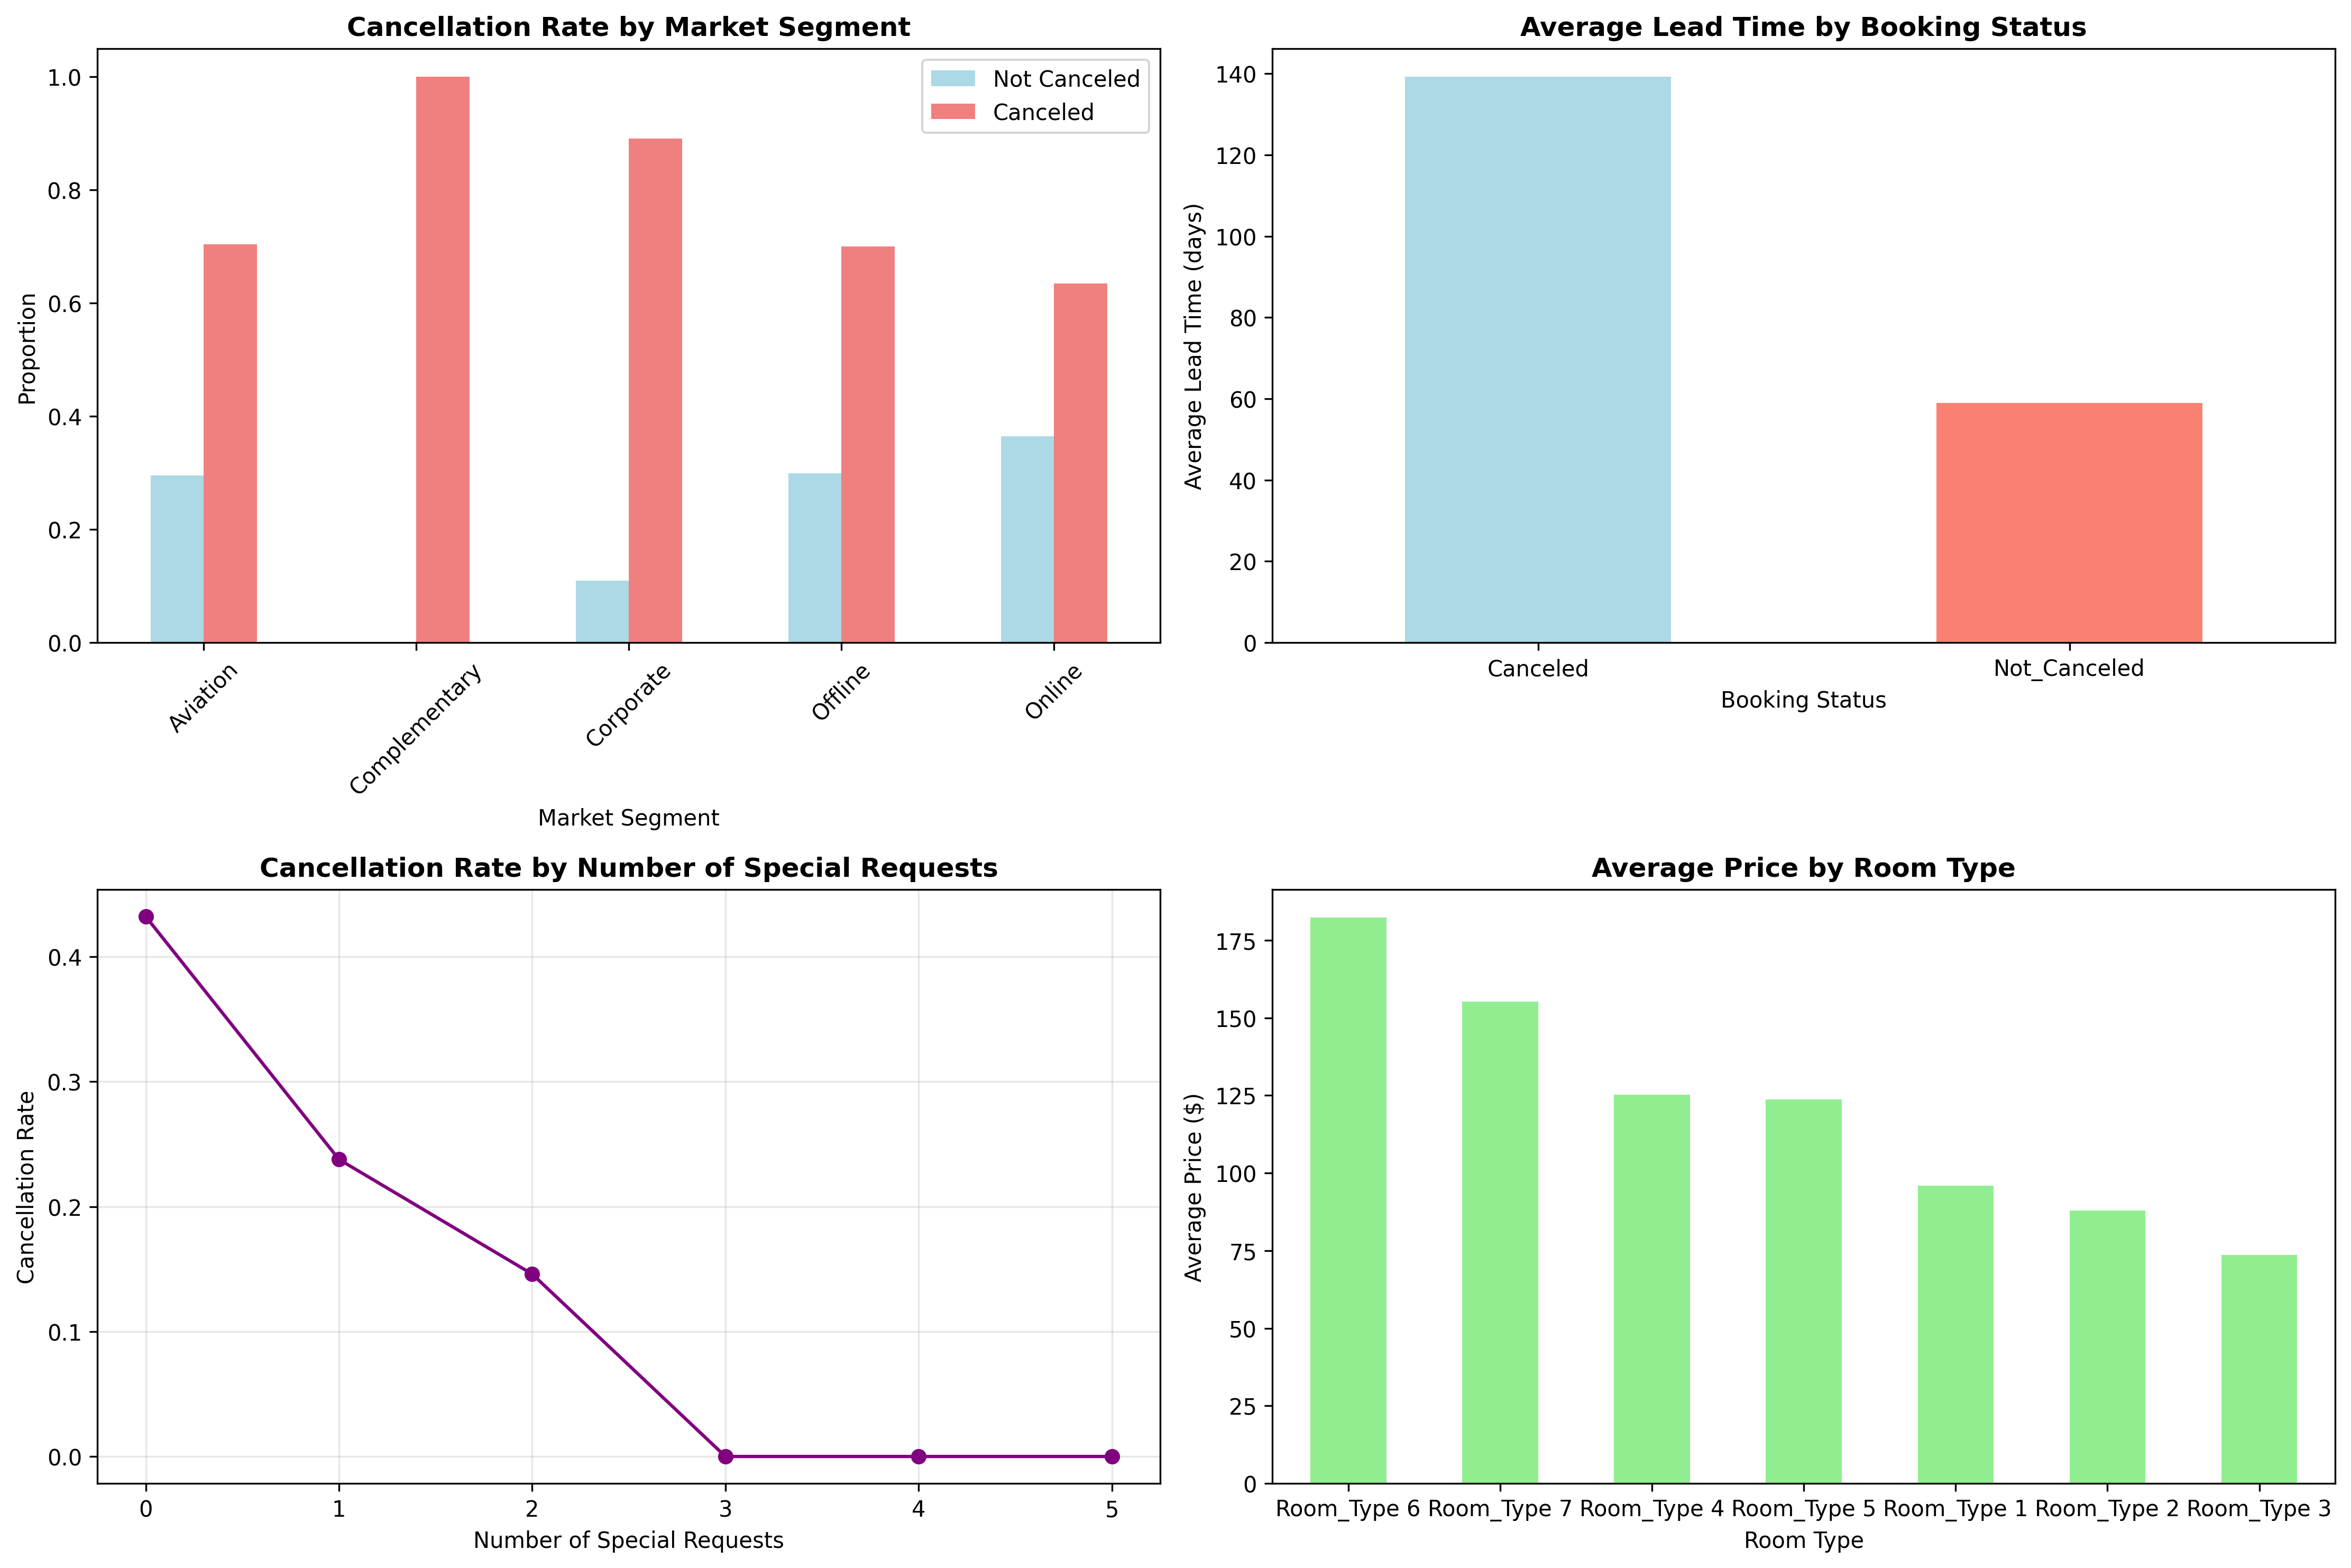 Cancellation Rate by Market Segment
Not Canceled
Canceled
1.0
0.8
0.6
0.4
0.2
0.0
Proportion
Aviation
Complementary
Corporate
Offline
Online
Market Segment
Average Lead Time by Booking Status
140
120
100
80
60
40
20
0
Average Lead Time (days)
Canceled
Not_Canceled
Booking Status
Cancellation Rate by Number of Special Requests
0.4
0.3
0.2
0.1
0.0
Cancellation Rate
0 1 2 3 4 5
Number of Special Requests
Average Price by Room Type
175
150
125
100
75
50
25
0
Average Price ($)
Room_Type 6 Room_Type 7 Room_Type 4 Room_Type 5 Room_Type 1 Room_Type 2 Room_Type 3
Room Type